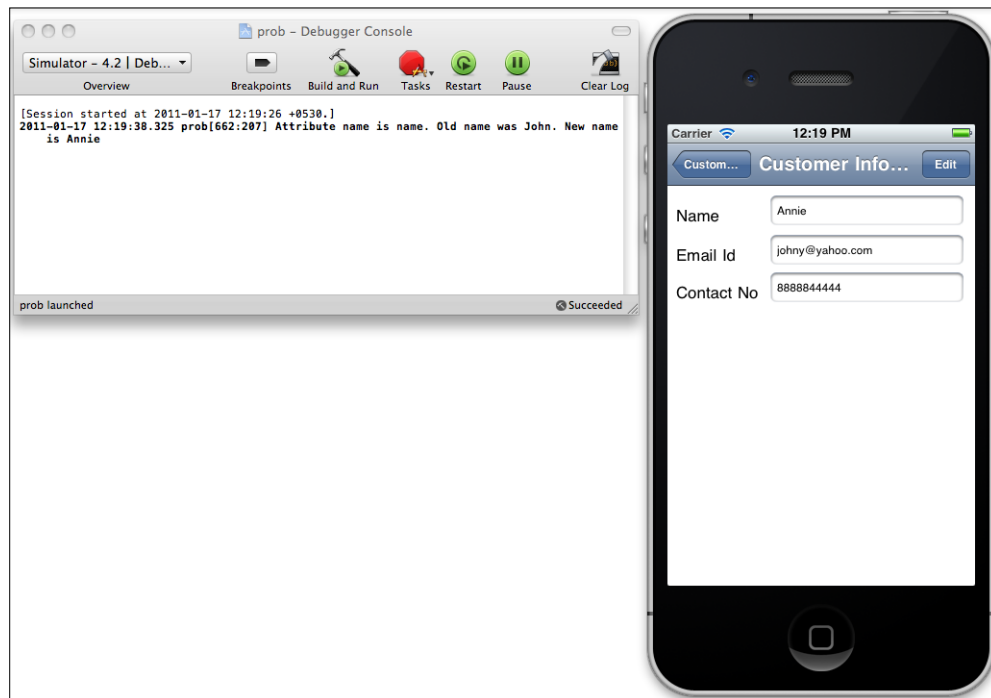 prob – Debugger Console
Simulator – 4.2 | Deb...
Overview
Breakpoints
Build and Run
Tasks
Restart
Pause
Clear Log
[Session started at 2011-01-17 12:19:26 +0530.]
2011-01-17 12:19:38.325 prob[662:207] Attribute name is name. Old name was John. New name
is Annie
prob launched
Succeeded
Carrier
12:19 PM
Custom...
Customer Info...
Edit
Name
Annie
Email Id
johny@yahoo.com
Contact No
8888844444